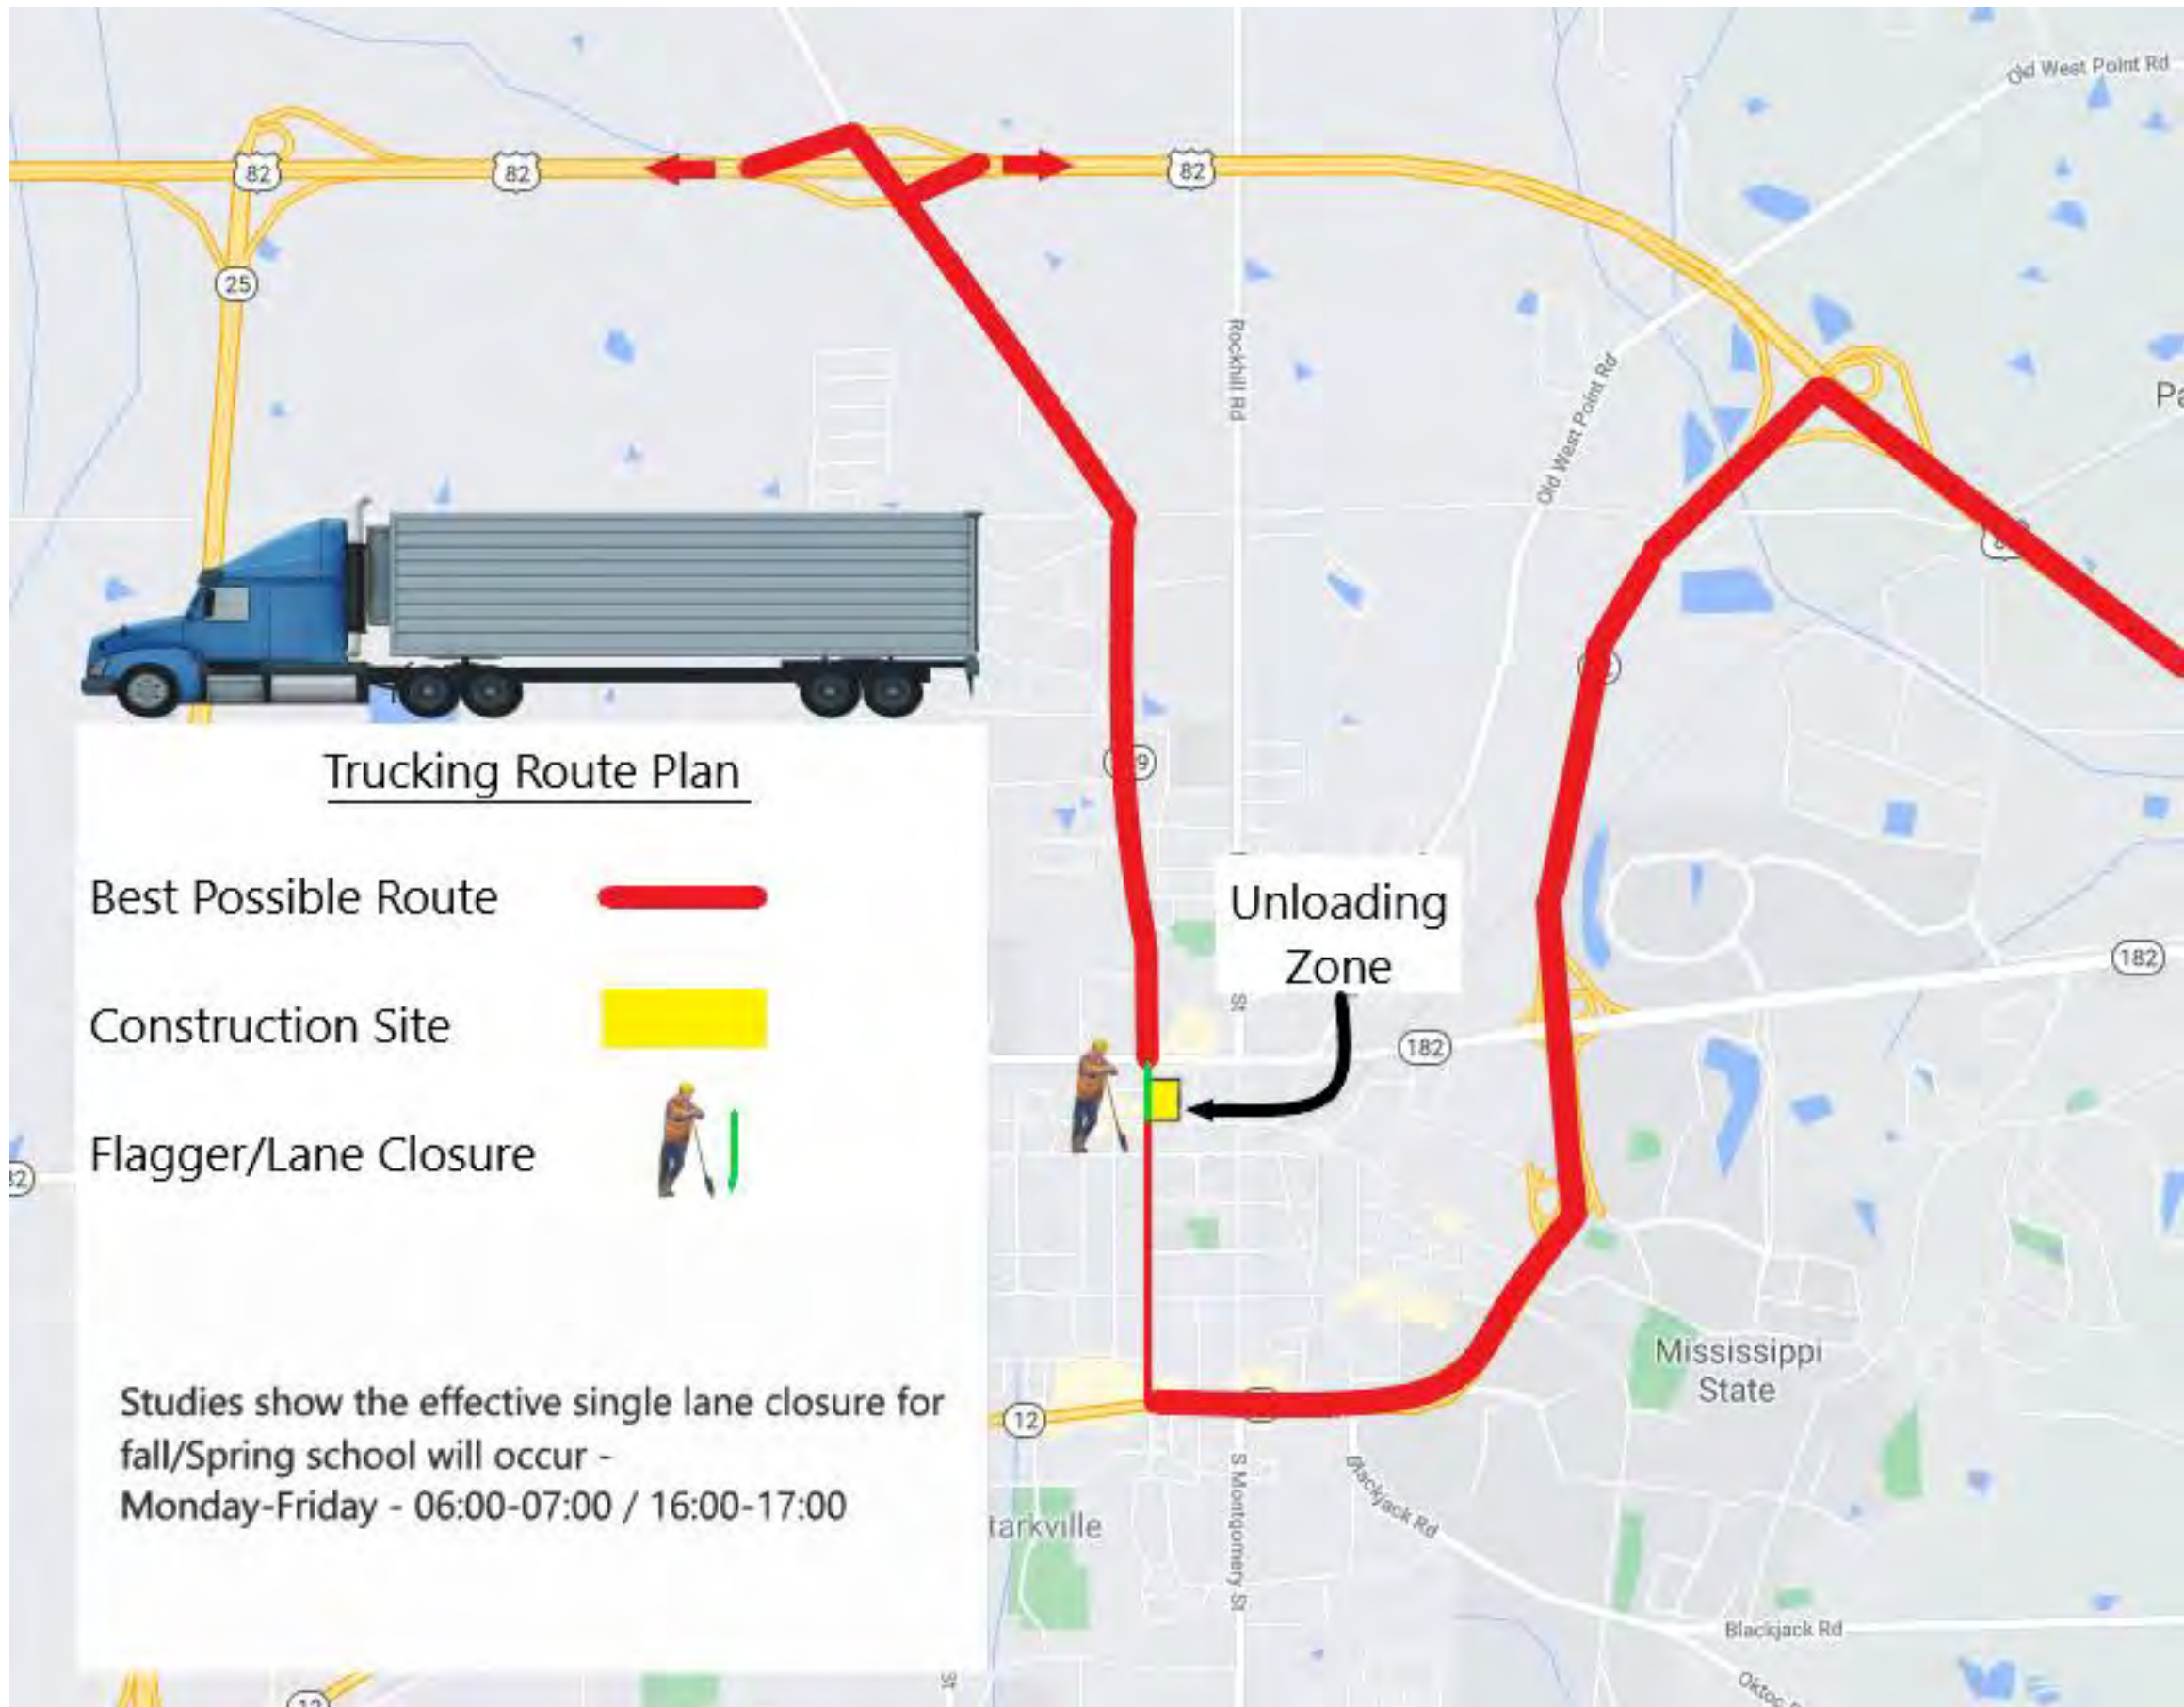 Old West Point Rd
82
82
82
25
Rockhill Rd
Old West Point Rd
Trucking Route Plan
Best Possible Route
Construction Site
Flagger/Lane Closure
Unloading
Zone
182
St
182
Mississippi
State
Studies show the effective single lane closure for
fall/Spring school will occur -
Monday-Friday - 06:00-07:00 / 16:00-17:00
12
S Montgomery St
Blackjack Rd
tarkville
Blackjack Rd
St
12